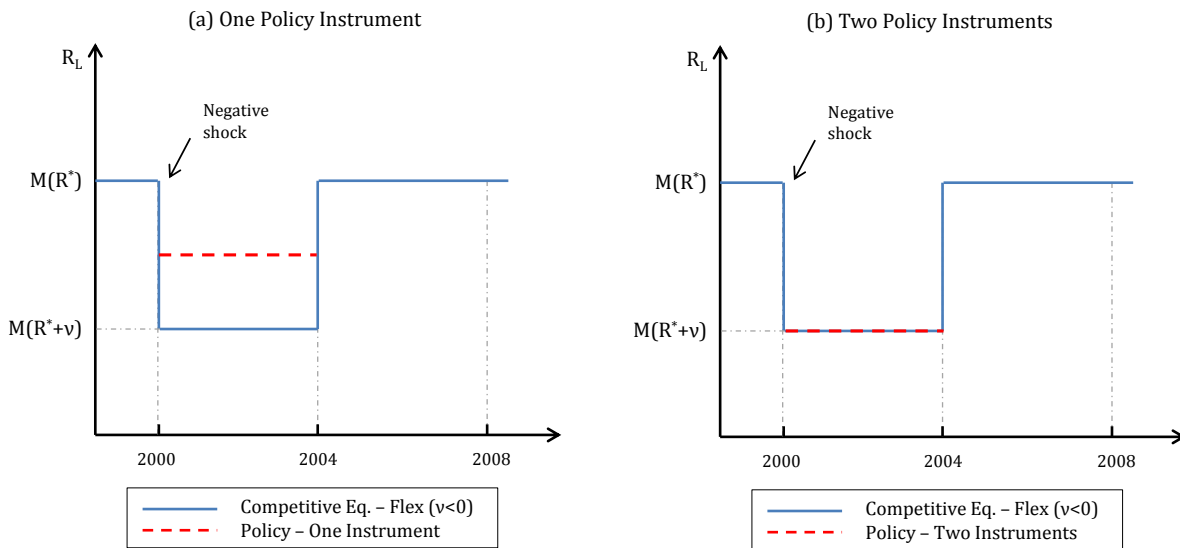 (a) One Policy Instrument
R_L
Negative
shock
M(R*)
M(R*+ν)
2000
2004
2008
Competitive Eq. – Flex (ν<0)
Policy – One Instrument
(b) Two Policy Instruments
R_L
Negative
shock
M(R*)
M(R*+ν)
2000
2004
2008
Competitive Eq. – Flex (ν<0)
Policy – Two Instruments